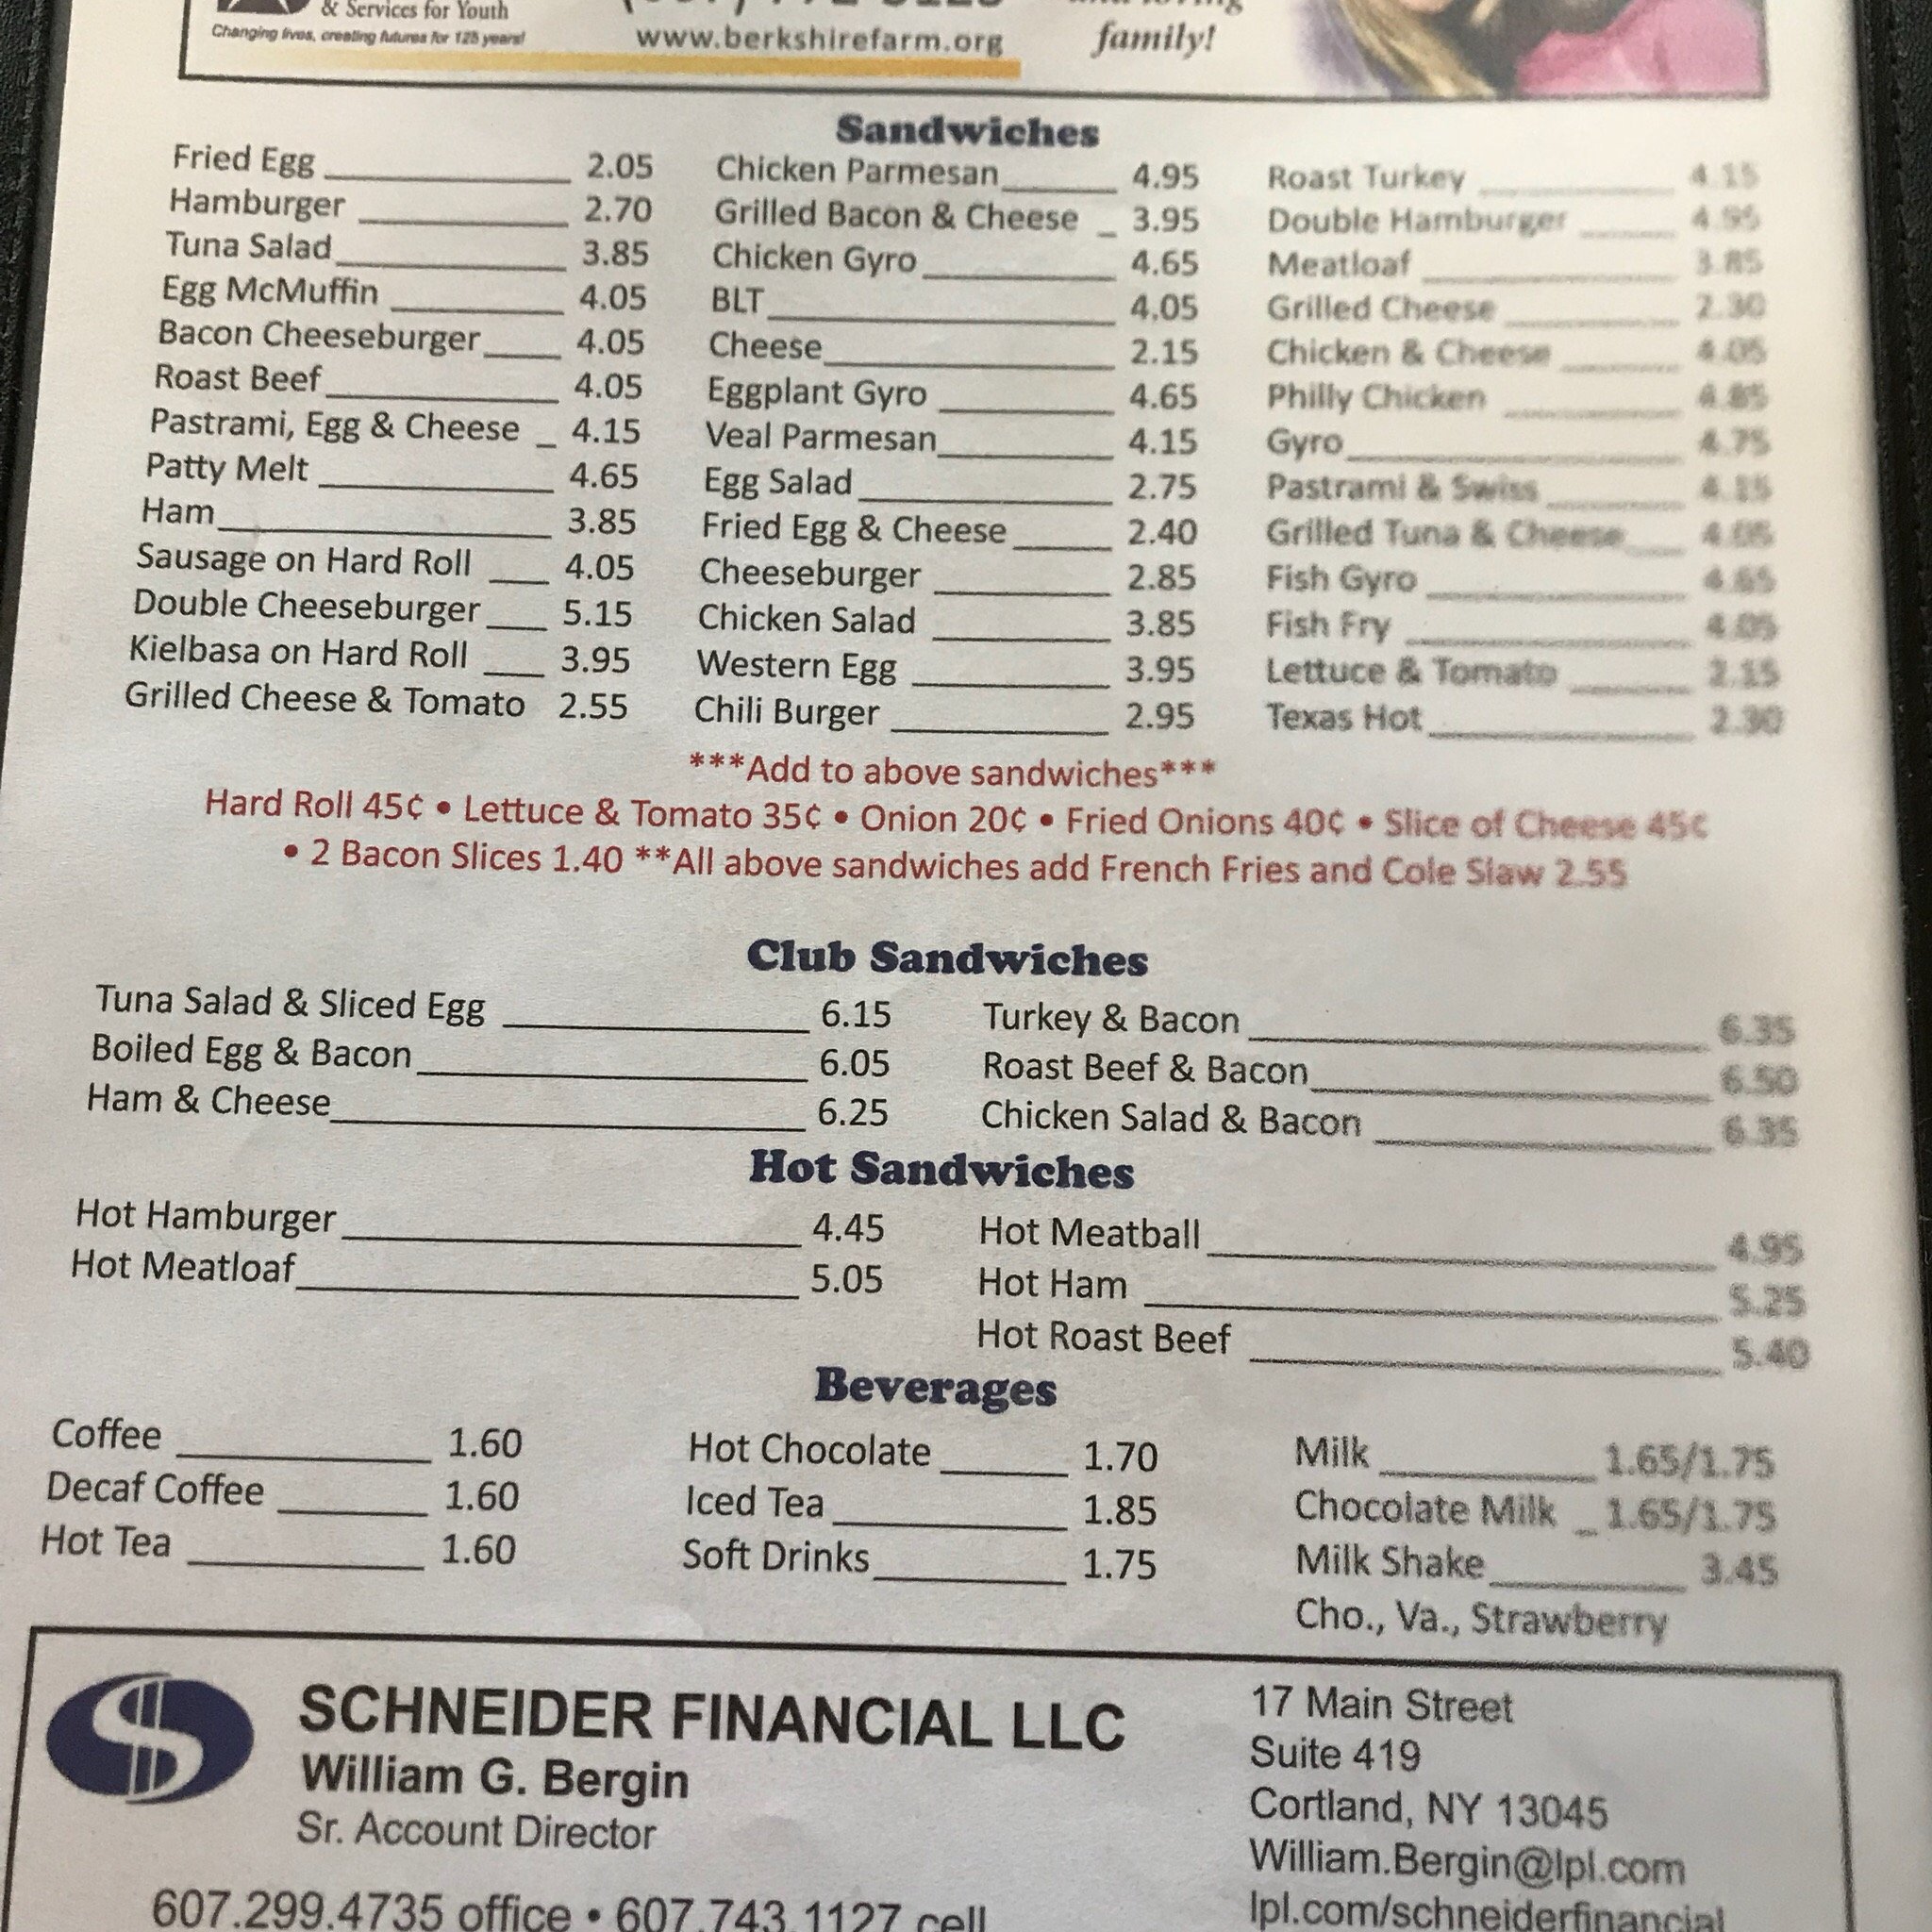 & Services for Youth
Changing lives, creating futures for 125 years!
www.berkshirefarm.org
family!
Sandwiches
Fried Egg 2.05
Hamburger 2.70
Tuna Salad 3.85
Egg McMuffin 4.05
Bacon Cheeseburger 4.05
Roast Beef 4.05
Pastrami, Egg & Cheese 4.15
Patty Melt 4.65
Ham 3.85
Sausage on Hard Roll 4.05
Double Cheeseburger 5.15
Kielbasa on Hard Roll 3.95
Grilled Cheese & Tomato 2.55
Chicken Parmesan 4.95
Grilled Bacon & Cheese 3.95
Chicken Gyro 4.65
BLT 4.05
Cheese 2.15
Eggplant Gyro 4.65
Veal Parmesan 4.15
Egg Salad 2.75
Fried Egg & Cheese 2.40
Cheeseburger 2.85
Chicken Salad 3.85
Western Egg 3.95
Chili Burger 2.95
Roast Turkey 4.15
Double Hamburger 4.95
Meatloaf 3.85
Grilled Cheese 2.30
Chicken & Cheese 4.05
Philly Chicken 4.85
Gyro 4.75
Pastrami & Swiss 4.15
Grilled Tuna & Cheese 4.05
Fish Gyro 4.65
Fish Fry 4.05
Lettuce & Tomato 2.15
Texas Hot 2.30
***Add to above sandwiches***
Hard Roll 45¢ • Lettuce & Tomato 35¢ • Onion 20¢ • Fried Onions 40¢ • Slice of Cheese 45¢
• 2 Bacon Slices 1.40 **All above sandwiches add French Fries and Cole Slaw 2.55
Club Sandwiches
Tuna Salad & Sliced Egg 6.15
Boiled Egg & Bacon 6.05
Ham & Cheese 6.25
Turkey & Bacon 6.35
Roast Beef & Bacon 6.50
Chicken Salad & Bacon 6.35
Hot Sandwiches
Hot Hamburger 4.45
Hot Meatloaf 5.05
Hot Meatball 4.95
Hot Ham 5.25
Hot Roast Beef 5.40
Beverages
Coffee 1.60
Decaf Coffee 1.60
Hot Tea 1.60
Hot Chocolate 1.70
Iced Tea 1.85
Soft Drinks 1.75
Milk 1.65/1.75
Chocolate Milk 1.65/1.75
Milk Shake 3.45
Cho., Va., Strawberry
SCHNEIDER FINANCIAL LLC
William G. Bergin
Sr. Account Director
607.299.4735 office • 607.743.1127 cell
17 Main Street
Suite 419
Cortland, NY 13045
William.Bergin@lpl.com
lpl.com/schneiderfinancial